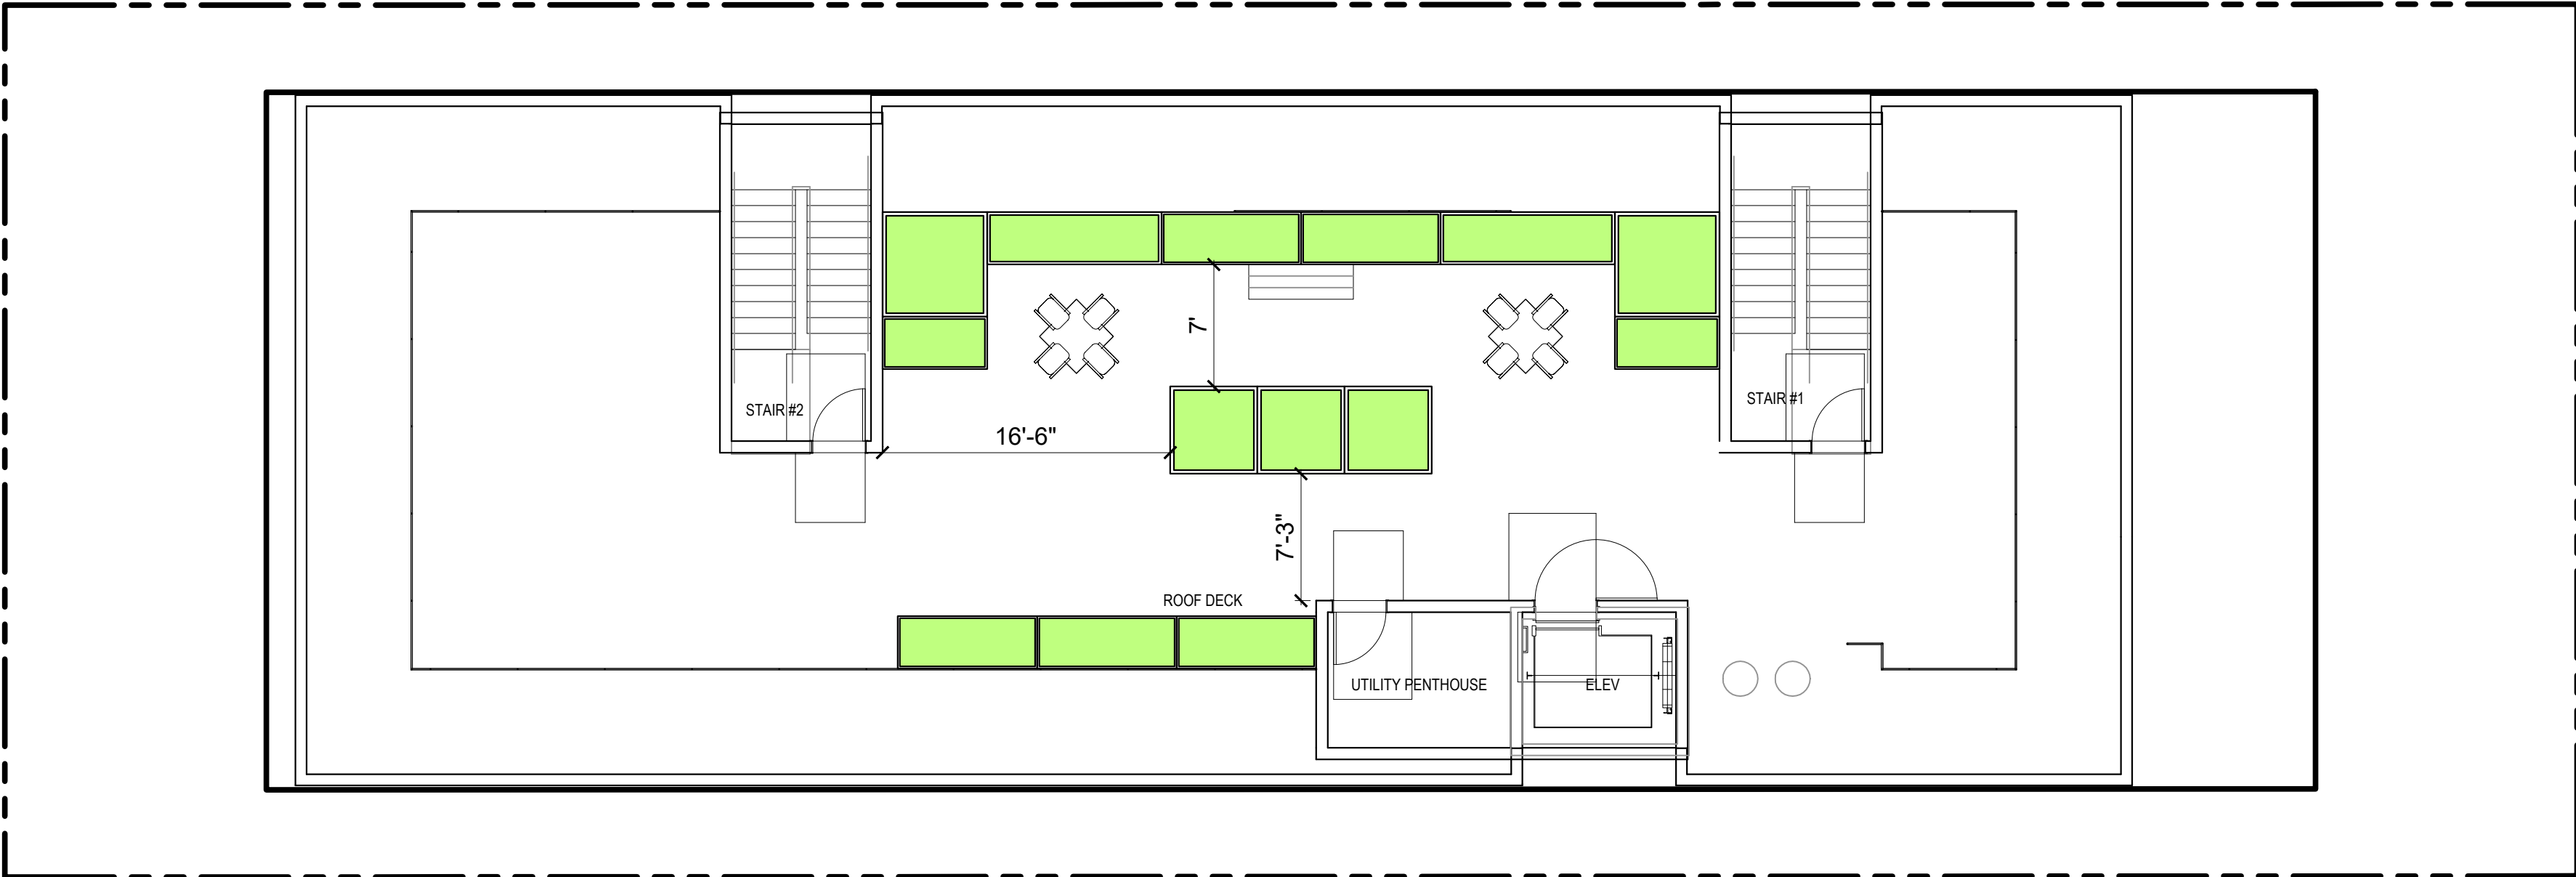 7'
STAIR #2
STAIR #1
16'-6"
7'-3"
ROOF DECK
UTILITY PENTHOUSE
ELEV